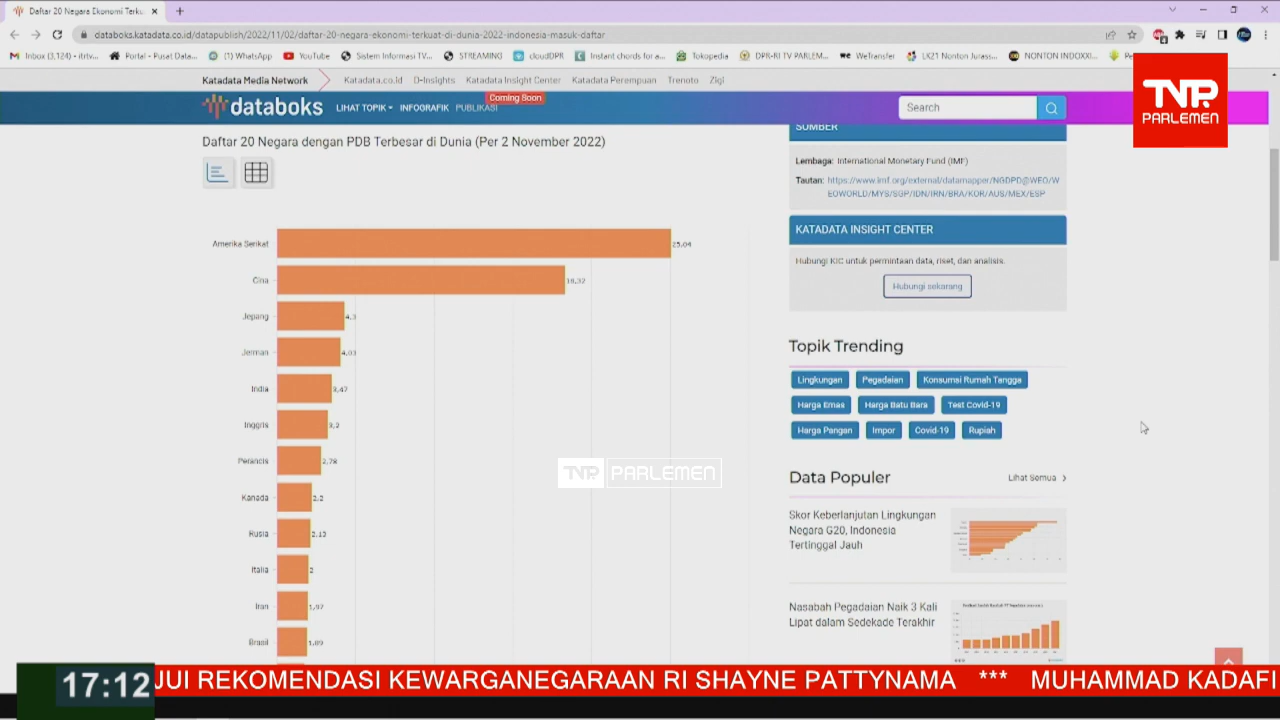 Daftar 20 Negara Ekonomi Terku
databoks.katadata.co.id/datapublish/2022/11/02/daftar-20-negara-ekonomi-terkuat-di-dunia-2022-indonesia-masuk-daftar
Inbox (3,124) - itrtv...
Portal - Pusat Data...
(1) WhatsApp
YouTube
Sistem Informasi TV...
STREAMING
cloudDPR
Instant chords for a...
Tokopedia
DPR-RI TV PARLEM...
WeTransfer
LK21 Nonton Jurass...
NONTON INDOXXI...
Katadata Media Network
Katadata.co.id
D-Insights
Katadata Insight Center
Katadata Perempuan
Trenoto
Zigi
Coming Soon
databoks
LIHAT TOPIK
INFOGRAFIK
PUBLIKASI
Search
TVP.
PARLEMEN
Daftar 20 Negara dengan PDB Terbesar di Dunia (Per 2 November 2022)
Amerika Serikat 25,04
Cina 18,32
Jepang 4,3
Jerman 4,03
India 3,47
Inggris 3,2
Perancis 2,78
Kanada 2,2
Rusia 2,13
Italia 2
Iran 1,97
Brasil 1,89
SUMBER
Lembaga: International Monetary Fund (IMF)
Tautan: https://www.imf.org/external/datamapper/NGDPD@WEO/W
EOWORLD/MYS/SGP/IDN/IRN/BRA/KOR/AUS/MEX/ESP
KATADATA INSIGHT CENTER
Hubungi KIC untuk permintaan data, riset, dan analisis.
Hubungi sekarang
Topik Trending
Lingkungan
Pegadaian
Konsumsi Rumah Tangga
Harga Emas
Harga Batu Bara
Test Covid-19
Harga Pangan
Impor
Covid-19
Rupiah
Data Populer
Lihat Semua
Skor Keberlanjutan Lingkungan
Negara G20, Indonesia
Tertinggal Jauh
Nasabah Pegadaian Naik 3 Kali
Lipat dalam Sedekade Terakhir
TVP. PARLEMEN
17:12
JUI REKOMENDASI KEWARGANEGARAAN RI SHAYNE PATTYNAMA *** MUHAMMAD KADAFI